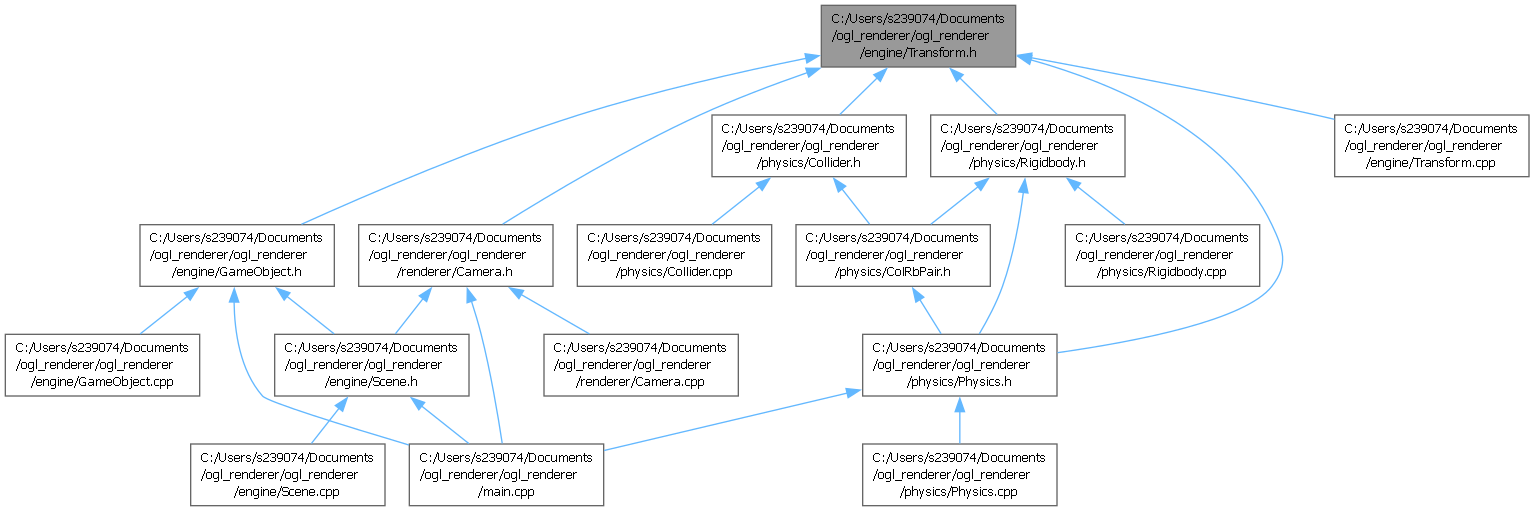 C:/Users/s239074/Documents
/ogl_renderer/ogl_renderer
/engine/Transform.h
C:/Users/s239074/Documents
/ogl_renderer/ogl_renderer
/physics/Collider.h
C:/Users/s239074/Documents
/ogl_renderer/ogl_renderer
/physics/Rigidbody.h
C:/Users/s239074/Documents
/ogl_renderer/ogl_renderer
/engine/Transform.cpp
C:/Users/s239074/Documents
/ogl_renderer/ogl_renderer
/engine/GameObject.h
C:/Users/s239074/Documents
/ogl_renderer/ogl_renderer
/renderer/Camera.h
C:/Users/s239074/Documents
/ogl_renderer/ogl_renderer
/physics/Collider.cpp
C:/Users/s239074/Documents
/ogl_renderer/ogl_renderer
/physics/ColRbPair.h
C:/Users/s239074/Documents
/ogl_renderer/ogl_renderer
/physics/Rigidbody.cpp
C:/Users/s239074/Documents
/ogl_renderer/ogl_renderer
/engine/GameObject.cpp
C:/Users/s239074/Documents
/ogl_renderer/ogl_renderer
/engine/Scene.h
C:/Users/s239074/Documents
/ogl_renderer/ogl_renderer
/renderer/Camera.cpp
C:/Users/s239074/Documents
/ogl_renderer/ogl_renderer
/physics/Physics.h
C:/Users/s239074/Documents
/ogl_renderer/ogl_renderer
/engine/Scene.cpp
C:/Users/s239074/Documents
/ogl_renderer/ogl_renderer
/main.cpp
C:/Users/s239074/Documents
/ogl_renderer/ogl_renderer
/physics/Physics.cpp